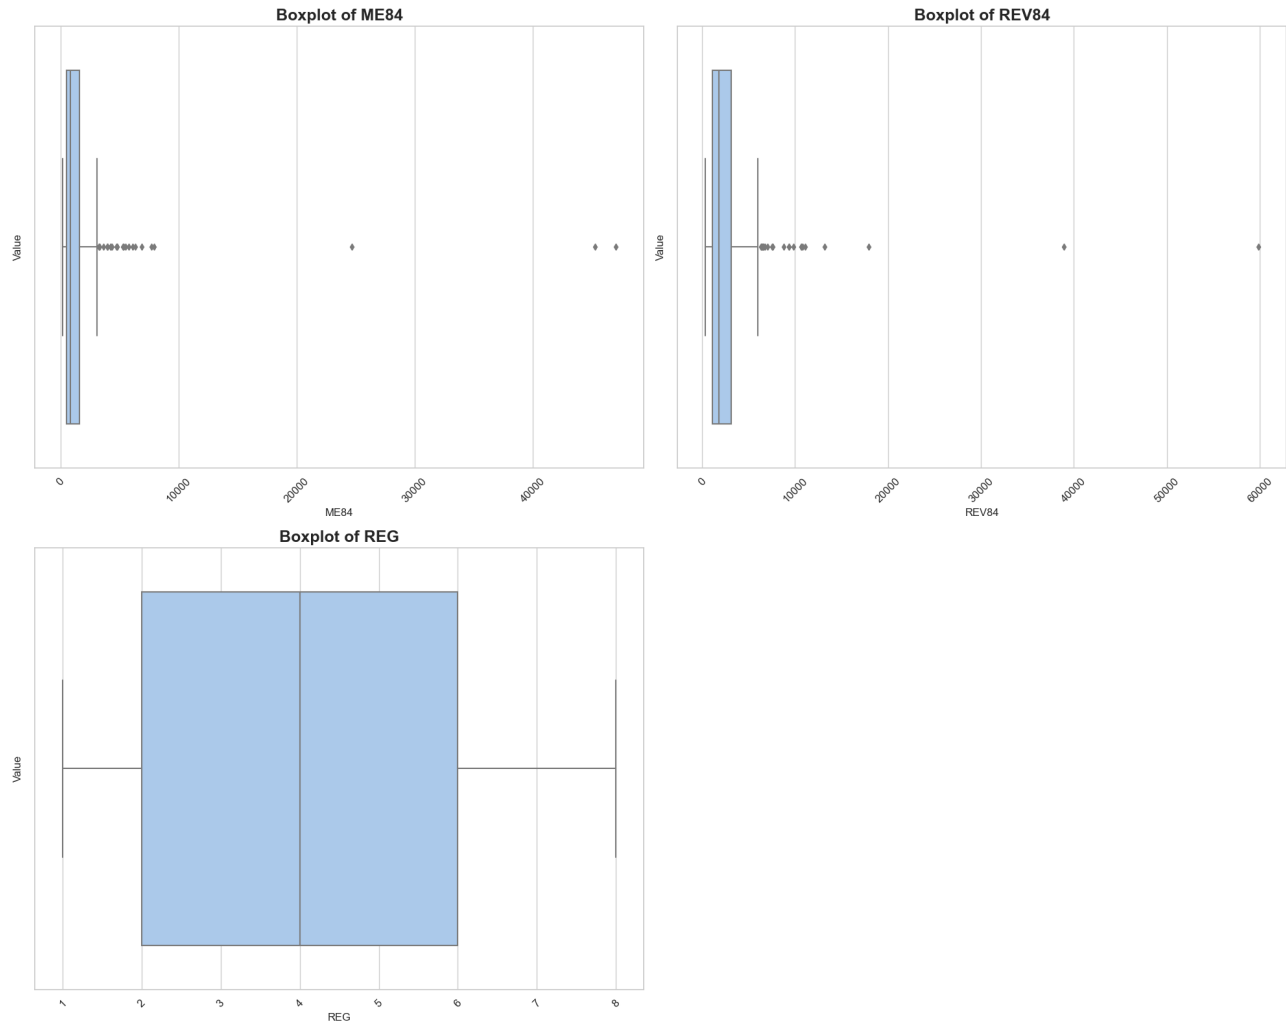 Boxplot of ME84
Value
0 10000 20000 30000 40000
ME84
Boxplot of REV84
Value
0 10000 20000 30000 40000 50000 60000
REV84
Boxplot of REG
Value
1 2 3 4 5 6 7 8
REG